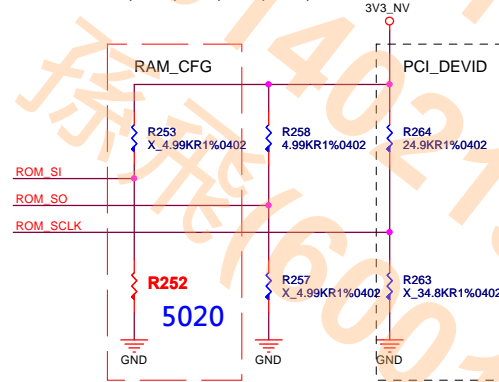 3V3_NV
RAM_CFG
PCI_DEVID
R253
X_4.99KR1%0402
R258
4.99KR1%0402
R264
24.9KR1%0402
ROM_SI
ROM_SO
ROM_SCLK
R252
5020
R257
X_4.99KR1%0402
R263
X_34.8KR1%0402
GND
GND
GND